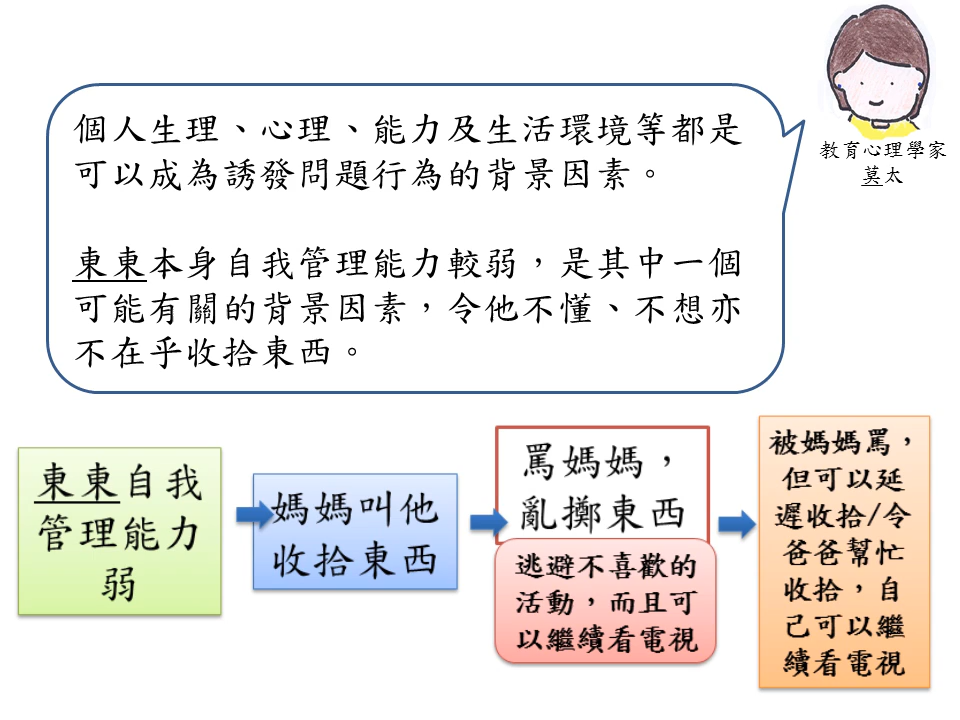 個人生理、心理、能力及生活環境等都是
可以成為誘發問題行為的背景因素。
東東本身自我管理能力較弱，是其中一個
可能有關的背景因素，令他不懂、不想亦
不在乎收拾東西。
教育心理學家
莫太
東東自我
管理能力
弱
媽媽叫他
收拾東西
罵媽媽，
亂擲東西
逃避不喜歡的
活動，而且可
以繼續看電視
被媽媽罵，
但可以延
遲收拾/令
爸爸幫忙
收拾，自
己可以繼
續看電視